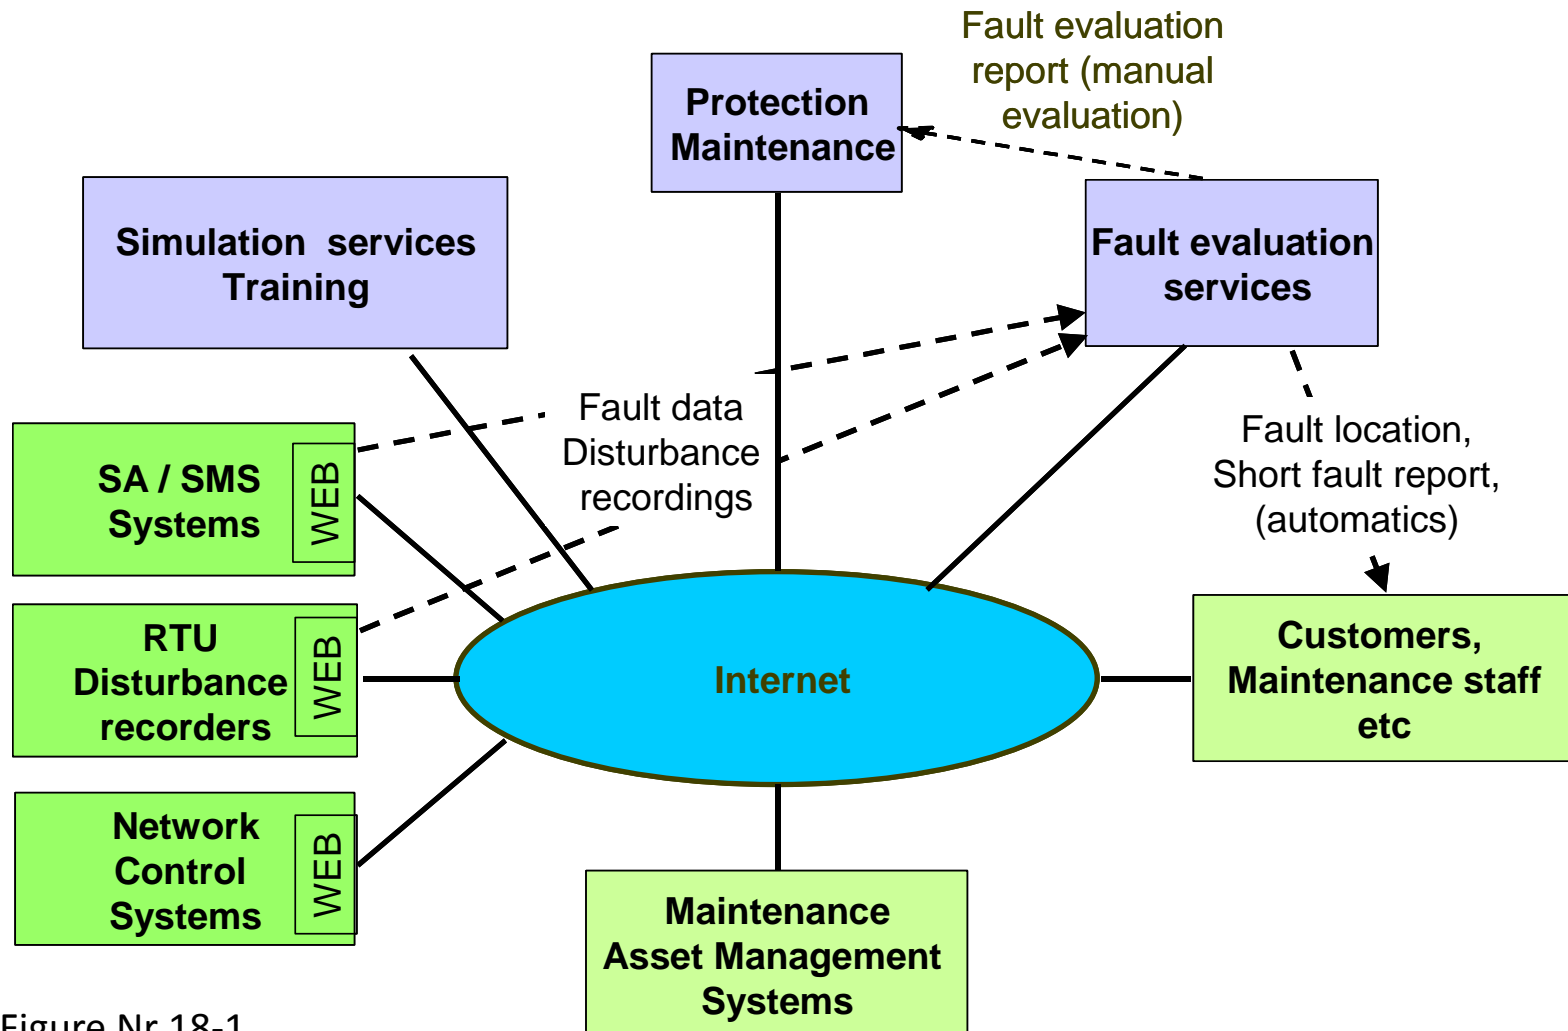 Fault evaluation
report (manual
evaluation)
Protection
Maintenance
Simulation services
Training
Fault evaluation
services
Fault data
Disturbance
recordings
Fault location,
Short fault report,
(automatics)
SA / SMS
Systems
WEB
RTU
Disturbance
recorders
WEB
Internet
Customers,
Maintenance staff
etc
Network
Control
Systems
WEB
Maintenance
Asset Management
Systems
Figure Nr 18-1